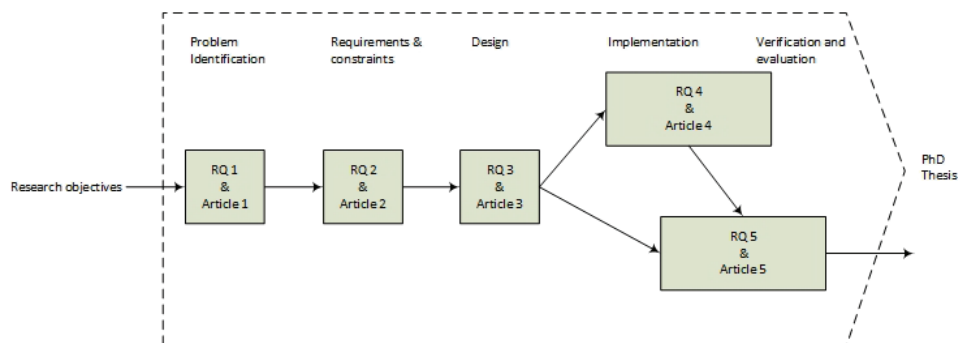 Problem
Identification
Requirements &
constraints
Design
Implementation
Verification and
evaluation
RQ 4
&
Article 4
Research objectives
RQ 1
&
Article 1
RQ 2
&
Article 2
RQ 3
&
Article 3
PhD
Thesis
RQ 5
&
Article 5